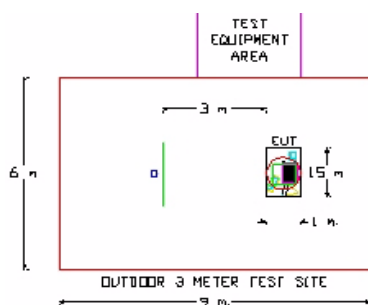 TEST
EQUIPMENT
AREA
3 m
EUT
6 m
1.5 m
1 m
OUTDOOR 3 METER TEST SITE
9 m